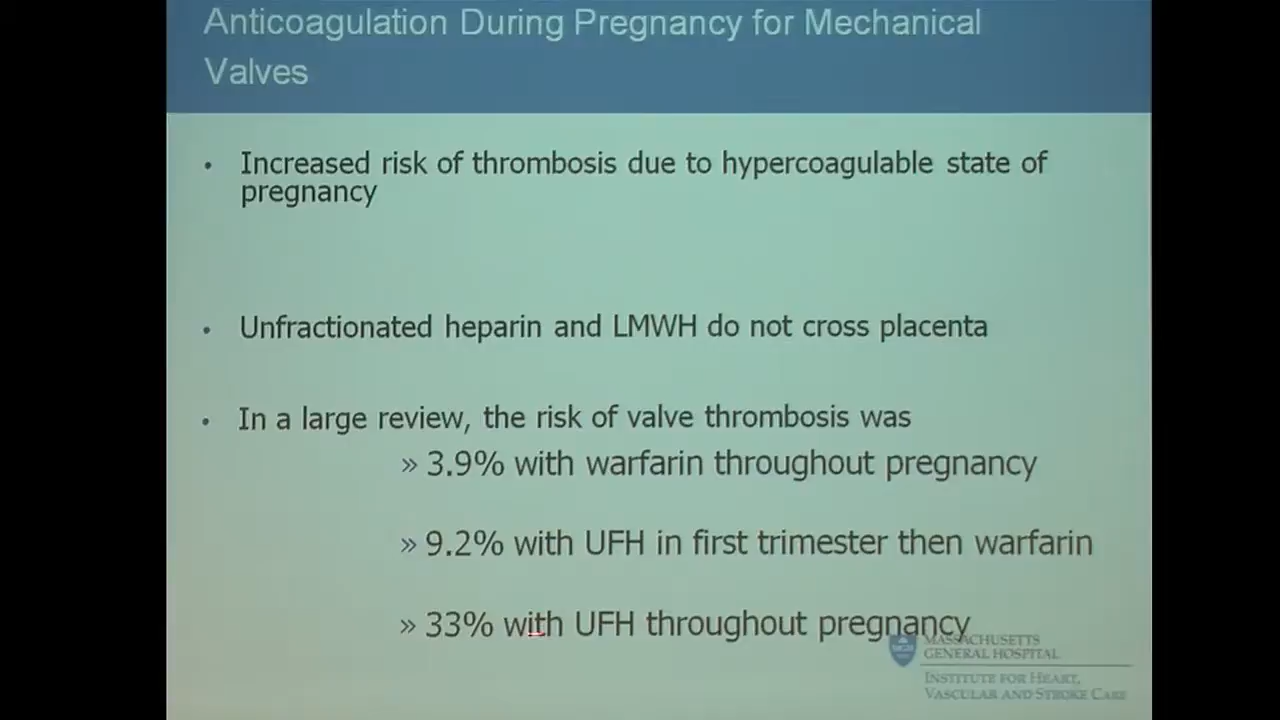 Anticoagulation During Pregnancy for Mechanical
Valves
• Increased risk of thrombosis due to hypercoagulable state of
pregnancy
• Unfractionated heparin and LMWH do not cross placenta
• In a large review, the risk of valve thrombosis was
» 3.9% with warfarin throughout pregnancy
» 9.2% with UFH in first trimester then warfarin
» 33% with UFH throughout pregnancy
MASSACHUSETTS
GENERAL HOSPITAL
INSTITUTE FOR HEART,
VASCULAR AND STROKE CARE